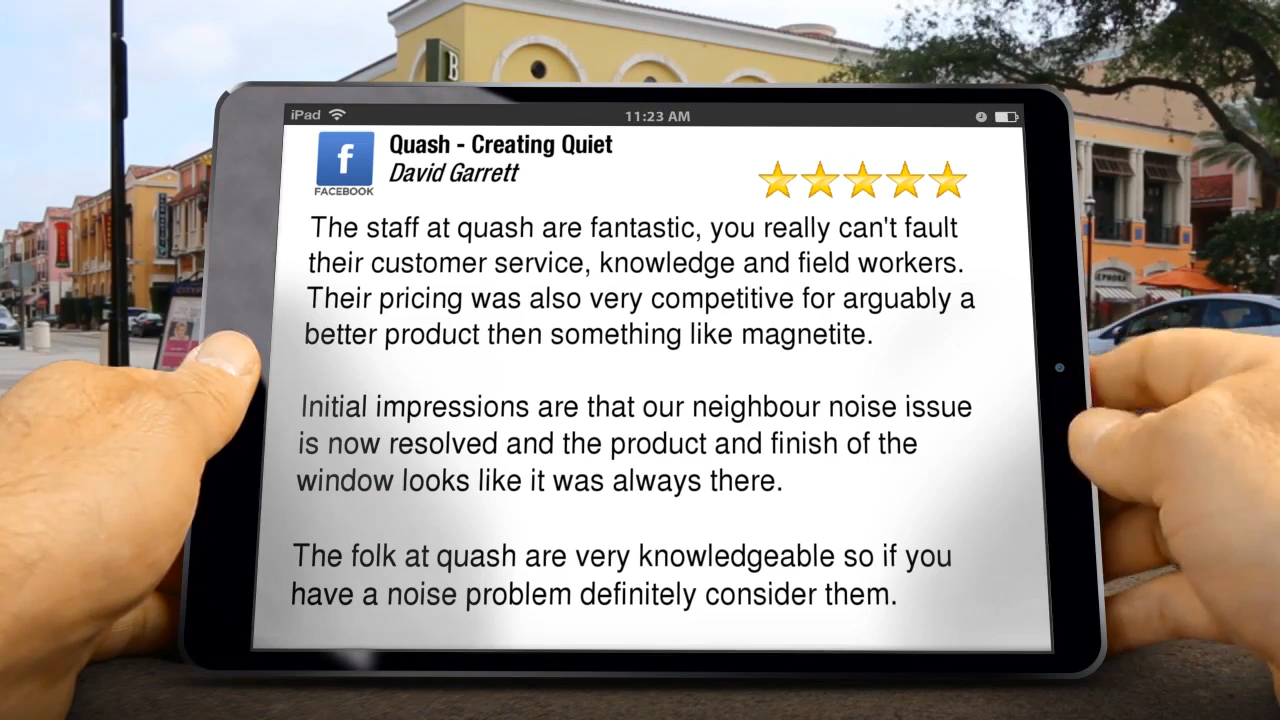 iPad
11:23 AM
f
FACEBOOK
Quash - Creating Quiet
David Garrett
The staff at quash are fantastic, you really can't fault
their customer service, knowledge and field workers.
Their pricing was also very competitive for arguably a
better product then something like magnetite.
Initial impressions are that our neighbour noise issue
is now resolved and the product and finish of the
window looks like it was always there.
The folk at quash are very knowledgeable so if you
have a noise problem definitely consider them.
B
SEPHORA